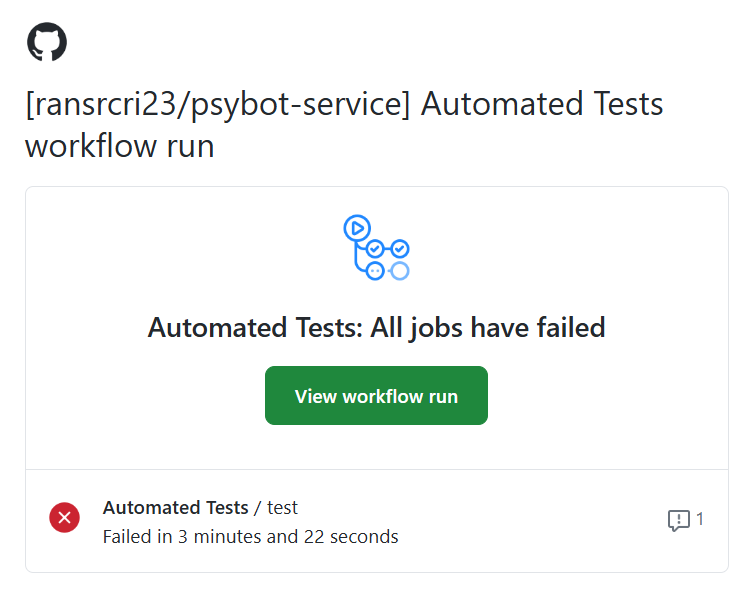 [ransrcri23/psybot-service] Automated Tests
workflow run
Automated Tests: All jobs have failed
View workflow run
Automated Tests / test
Failed in 3 minutes and 22 seconds
1